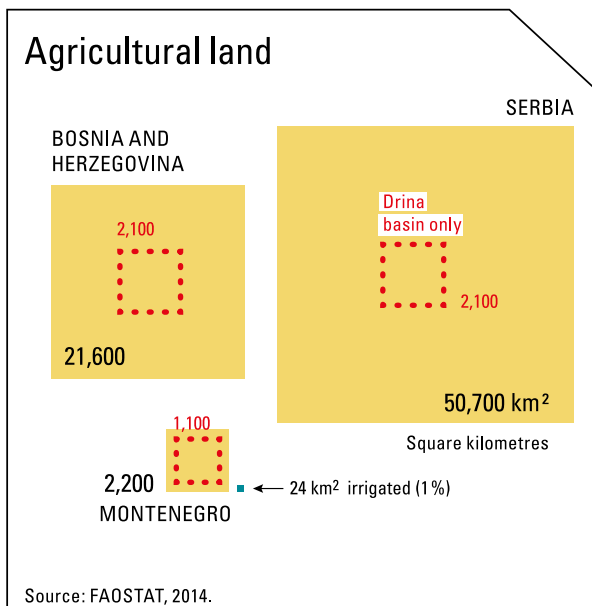 Agricultural land
SERBIA
BOSNIA AND
HERZEGOVINA
Drina
basin only
2,100
2,100
21,600
50,700 km²
Square kilometres
1,100
2,200
24 km² irrigated (1%)
MONTENEGRO
Source: FAOSTAT, 2014.